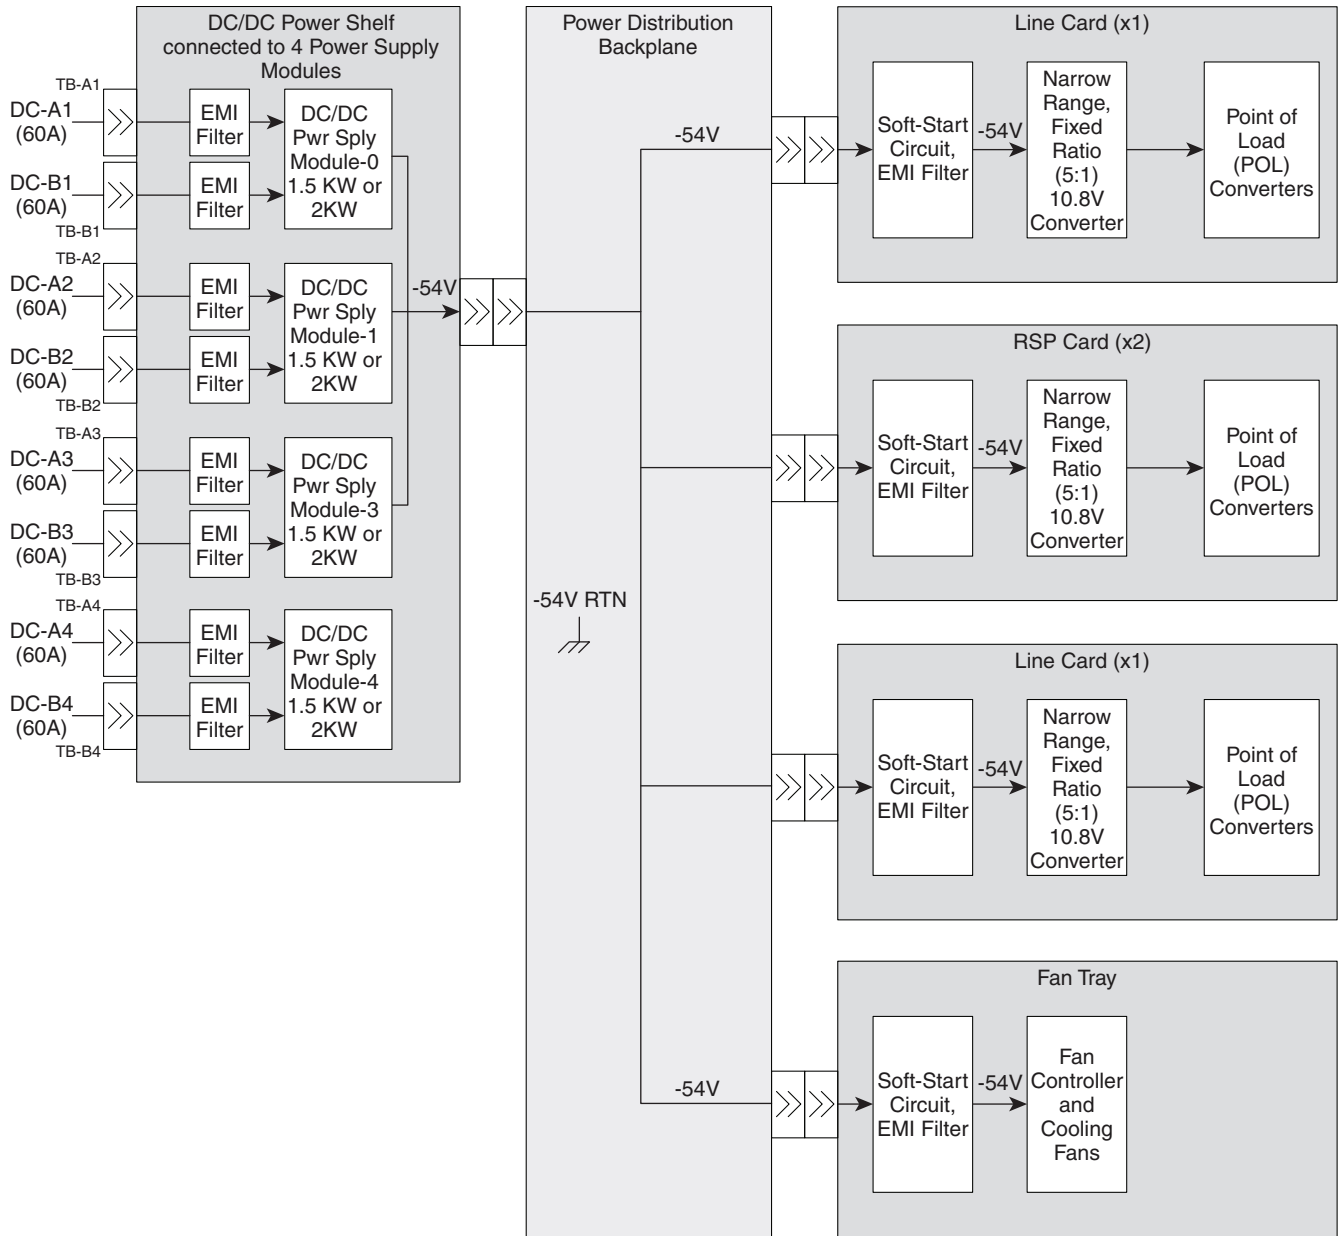 DC/DC Power Shelf
connected to 4 Power Supply
Modules
TB-A1
DC-A1
(60A)
EMI
Filter
DC/DC
Pwr Sply
Module-0
1.5 KW or
2KW
DC-B1
(60A)
TB-B1
EMI
Filter
TB-A2
DC-A2
(60A)
EMI
Filter
DC/DC
Pwr Sply
Module-1
1.5 KW or
2KW
DC-B2
(60A)
TB-B2
EMI
Filter
TB-A3
DC-A3
(60A)
EMI
Filter
DC/DC
Pwr Sply
Module-3
1.5 KW or
2KW
DC-B3
(60A)
TB-B3
EMI
Filter
TB-A4
DC-A4
(60A)
EMI
Filter
DC/DC
Pwr Sply
Module-4
1.5 KW or
2KW
DC-B4
(60A)
TB-B4
EMI
Filter
-54V
Power Distribution
Backplane
-54V
-54V RTN
-54V
Line Card (x1)
Soft-Start
Circuit,
EMI Filter
-54V
Narrow
Range,
Fixed
Ratio
(5:1)
10.8V
Converter
Point of
Load
(POL)
Converters
RSP Card (x2)
Soft-Start
Circuit,
EMI Filter
-54V
Narrow
Range,
Fixed
Ratio
(5:1)
10.8V
Converter
Point of
Load
(POL)
Converters
Line Card (x1)
Soft-Start
Circuit,
EMI Filter
-54V
Narrow
Range,
Fixed
Ratio
(5:1)
10.8V
Converter
Point of
Load
(POL)
Converters
Fan Tray
Soft-Start
Circuit,
EMI Filter
-54V
Fan
Controller
and
Cooling
Fans